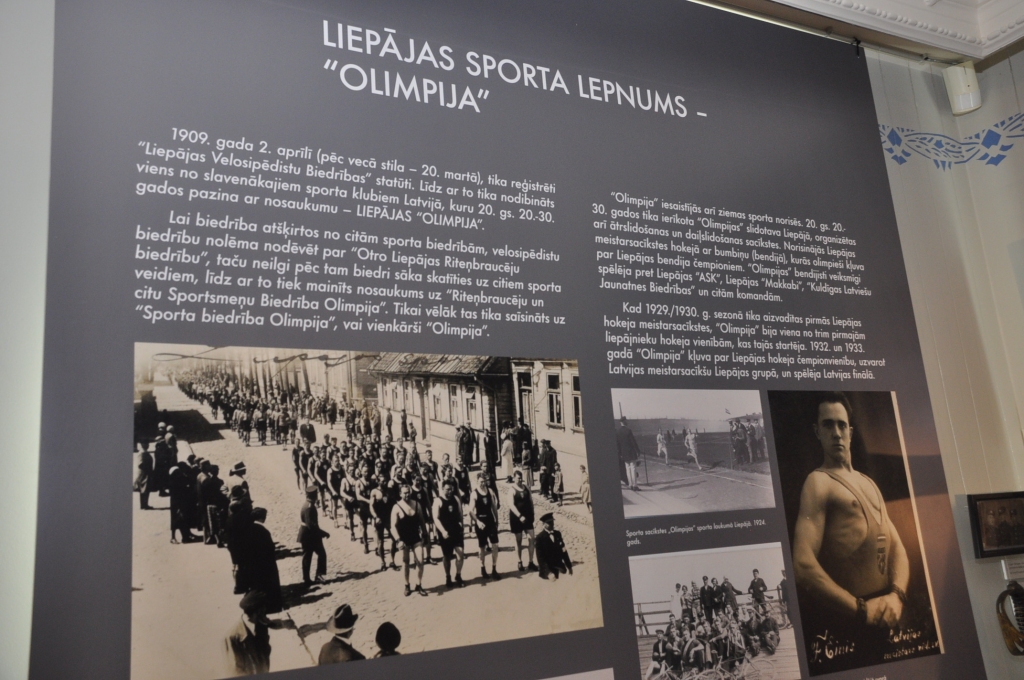 LIEPĀJAS SPORTA LEPNUMS –
“OLIMPIJA”
1909. gada 2. aprīlī (pēc vecā stila – 20. martā), tika reģistrēti
“Liepājas Velosipēdistu Biedrības” statūti. Līdz ar to tika nodibināts
viens no slavenākajiem sporta klubiem Latvijā, kuru 20. gs. 20.-30.
gados pazina ar nosaukumu – LIEPĀJAS “OLIMPIJA”.
Lai biedrība atšķirtos no citām sporta biedrībām, velosipēdistu
biedrību nolēma nodēvēt par “Otro Liepājas Riteņbraucēju
biedrību”, taču neilgi pēc tam biedri sāka skatīties uz citiem sporta
veidiem, līdz ar to tiek mainīts nosaukums uz “Riteņbraucēju un
citu Sportsmeņu Biedrība Olimpija”. Tikai vēlāk tas tika saīsināts uz
“Sporta biedrība Olimpija”, vai vienkārši “Olimpija”.
“Olimpija” iesaistījās arī ziemas sporta norisēs. 20. gs. 20.-
30. gados tika ierīkota “Olimpijas” slidotava Liepājā, organizētas
arī ātrslidošanas un daiļslidošanas sacīkstes. Norisinājās Liepājas
meistarsacīkstes hokejā ar bumbiņu (bendijā), kurās olimpieši kļuva
par Liepājas bendija čempioniem. “Olimpijas” bendijisti veiksmīgi
spēlēja pret Liepājas “ASK”, Liepājas “Makkabi”, “Kuldīgas Latviešu
Jaunatnes Biedrības” un citām komandām.
Kad 1929./1930. g. sezonā tika aizvadītas pirmās Liepājas
hokeja meistarsacīkstes, “Olimpija” bija viena no trim pirmajām
liepājnieku hokeja vienībām, kas tajās startēja. 1932. un 1933.
gadā “Olimpija” kļuva par Liepājas hokeja čempionvienību, uzvarot
Latvijas meistarsacīkšu Liepājas grupā, un spēlēja Latvijas finālā.
Sporta sacīkstes „Olimpijas” sporta laukumā Liepājā. 1924.
gads.
Latvijas